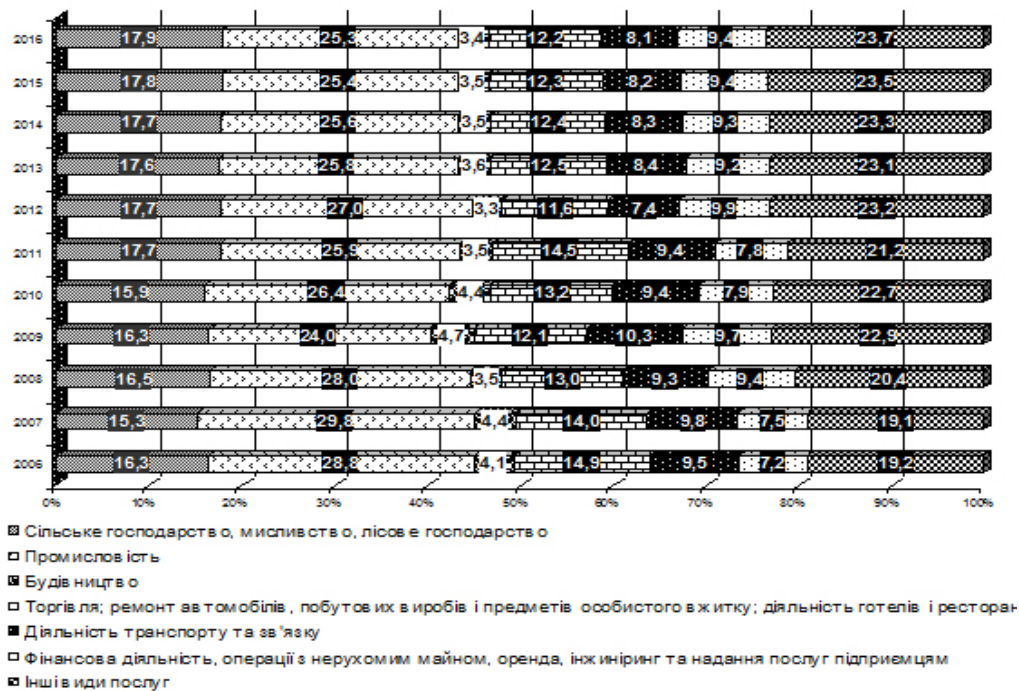 2016 17,9 25,3 3,4 12,2 8,1 9,4 23,7
2015 17,8 25,4 3,5 12,3 8,2 9,4 23,5
2014 17,7 25,6 3,5 12,4 8,3 9,3 23,3
2013 17,6 25,8 3,6 12,5 8,4 9,2 23,1
2012 17,7 27,0 3,3 11,6 7,4 9,9 23,2
2011 17,7 25,9 3,5 14,5 9,4 7,8 21,2
2010 15,9 26,4 4,4 13,2 9,4 7,9 22,7
2009 16,3 24,0 4,7 12,1 10,3 9,7 22,9
2008 16,5 28,0 3,5 13,0 9,3 9,4 20,4
2007 15,3 29,8 4,4 14,0 9,8 7,5 19,1
2006 16,3 28,8 4,1 14,9 9,5 7,2 19,2
0% 10% 20% 30% 40% 50% 60% 70% 80% 90% 100%
Сільське господарство, мисливство, лісове господарство
Промисловість
Будівництво
Торгівля; ремонт автомобілів, побутових виробів і предметів особистого вжитку; діяльність готелів і ресторан
Діяльність транспорту та зв'язку
Фінансова діяльність, операції з нерухомим майном, оренда, інжиніринг та надання послуг підприємцям
Інші види послуг